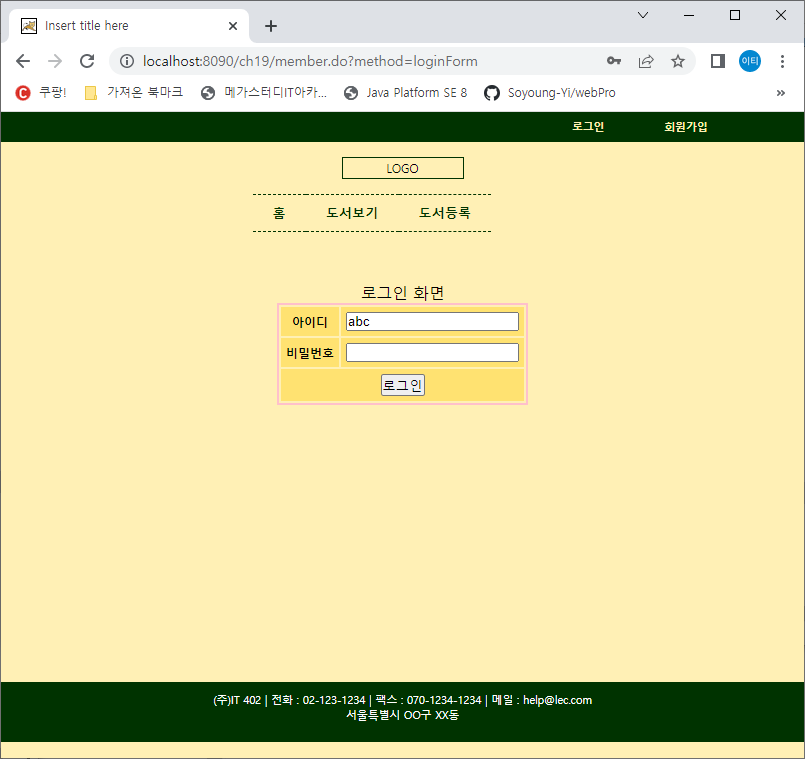 Insert title here
localhost:8090/ch19/member.do?method=loginForm
이티
쿠팡! 가져온 북마크 메가스터디IT아카... Java Platform SE 8 Soyoung-Yi/webPro »
로그인 회원가입
LOGO
홈 도서보기 도서등록
로그인 화면
아이디 abc
비밀번호
로그인
(주)IT 402 | 전화 : 02-123-1234 | 팩스 : 070-1234-1234 | 메일 : help@lec.com
서울특별시 OO구 XX동